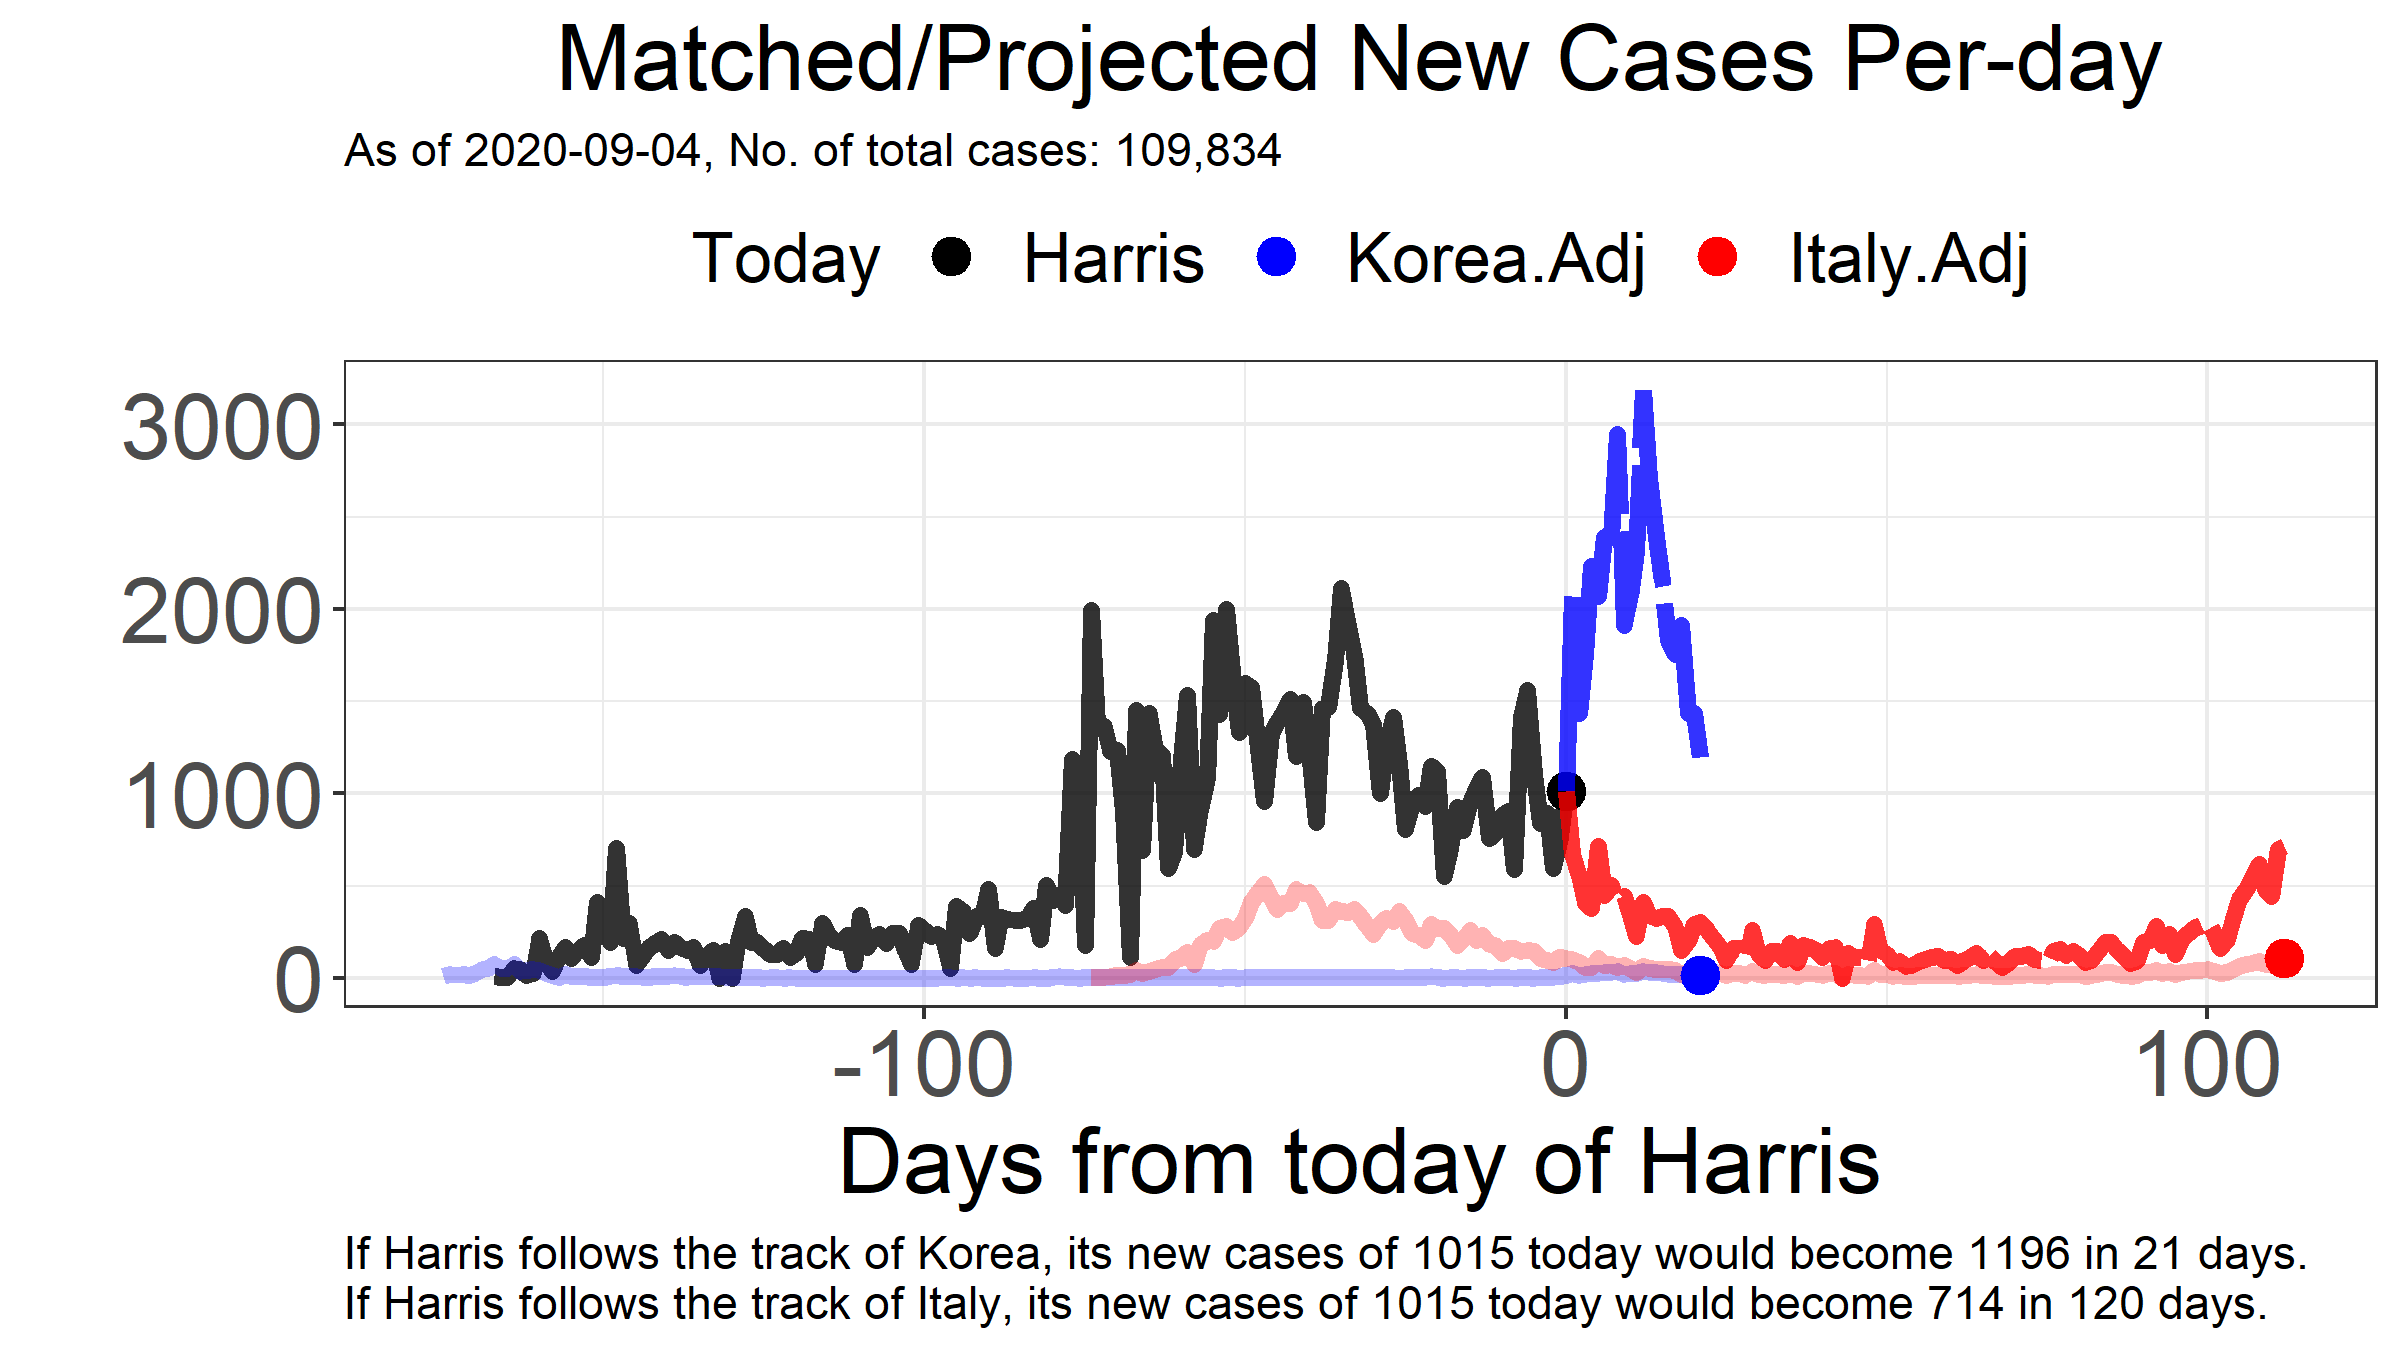 Matched/Projected New Cases Per-day
As of 2020-09-04, No. of total cases: 109,834
Today Harris Korea.Adj Italy.Adj
3000
2000
1000
0
-100 0 100
Days from today of Harris
If Harris follows the track of Korea, its new cases of 1015 today would become 1196 in 21 days.
If Harris follows the track of Italy, its new cases of 1015 today would become 714 in 120 days.